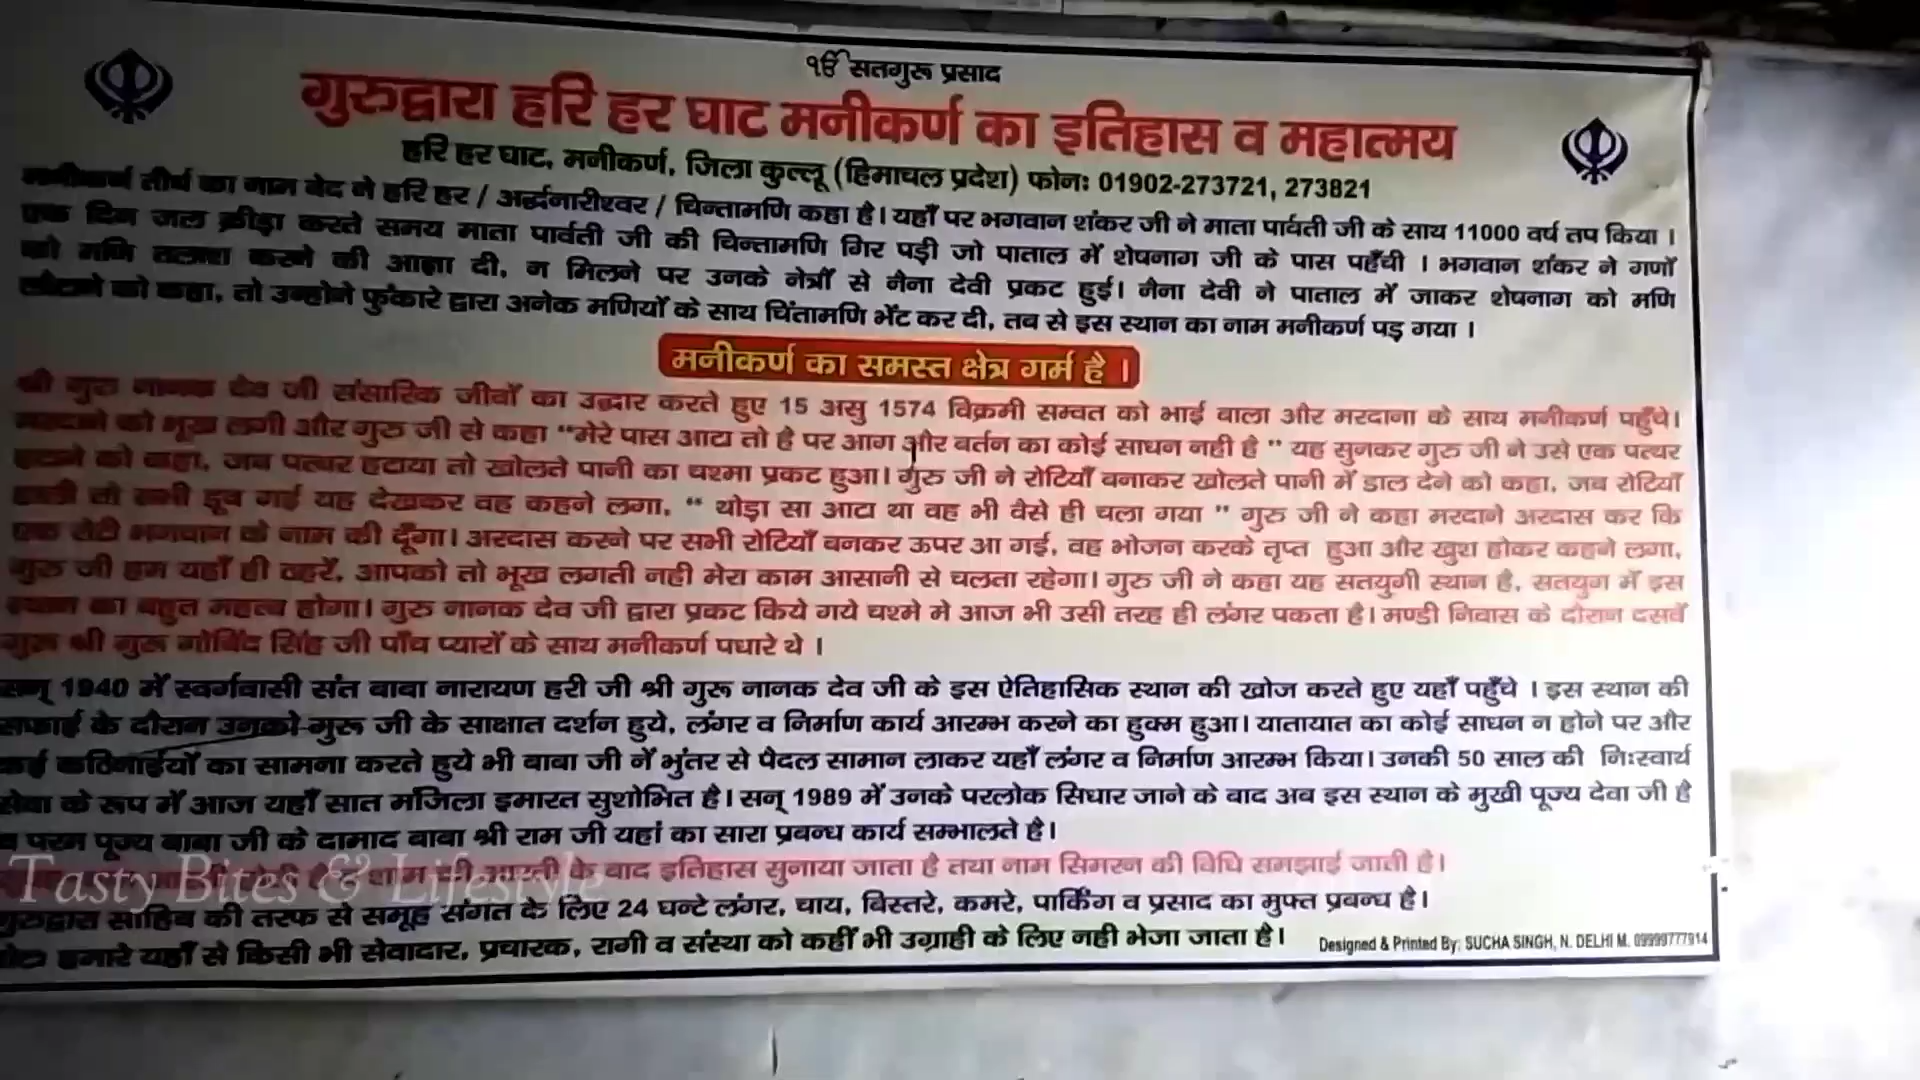 ੴ सतगुरू प्रसाद
गुरुद्वारा हरि हर घाट मनीकर्ण का इतिहास व महात्मय
हरि हर घाट, मनीकर्ण, जिला कुल्लू (हिमाचल प्रदेश) फोनः 01902-273721, 273821
मनीकर्ण तीर्थ का नाम वेद ने हरि हर / अर्द्धनारीश्वर / चिन्तामणि कहा है। यहाँ पर भगवान शंकर जी ने माता पार्वती जी के साथ 11000 वर्ष तप किया ।
एक दिन जल क्रीड़ा करते समय माता पार्वती जी की चिन्तामणि गिर पड़ी जो पाताल में शेषनाग जी के पास पहुँची । भगवान शंकर ने गणों
को मणि तलाश करने की आज्ञा दी, न मिलने पर उनके नेत्रों से नैना देवी प्रकट हुई। नैना देवी ने पाताल में जाकर शेषनाग को मणि
लौटाने को कहा, तो उन्होने फुंकारे द्वारा अनेक मणियों के साथ चिंतामणि भेंट कर दी, तब से इस स्थान का नाम मनीकर्ण पड़ गया ।
मनीकर्ण का समस्त क्षेत्र गर्म है ।
श्री गुरु नानक देव जी संसारिक जीवों का उद्धार करते हुए 15 असु 1574 विक्रमी सम्वत को भाई बाला और मरदाना के साथ मनीकर्ण पहुँचे।
मरदाने को भूख लगी और गुरु जी से कहा “मेरे पास आटा तो है पर आग और बर्तन का कोई साधन नही है ” यह सुनकर गुरु जी ने उसे एक पत्थर
हटाने को कहा, जब पत्थर हटाया तो खोलते पानी का चश्मा प्रकट हुआ। गुरु जी ने रोटियाँ बनाकर खोलते पानी में डाल देने को कहा, जब रोटियाँ
डाली तो सभी डूब गई यह देखकर वह कहने लगा, “ थोड़ा सा आटा था वह भी वैसे ही चला गया ” गुरु जी ने कहा मरदाने अरदास कर कि
एक रोटी भगवान के नाम की दूँगा। अरदास करने पर सभी रोटियाँ बनकर ऊपर आ गई, वह भोजन करके तृप्त हुआ और खुश होकर कहने लगा,
गुरु जी हम यहाँ ही ठहरें, आपको तो भूख लगती नही मेरा काम आसानी से चलता रहेगा। गुरु जी ने कहा यह सतयुगी स्थान है, सतयुग में इस
स्थान का बहुत महत्व होगा। गुरु नानक देव जी द्वारा प्रकट किये गये चश्मे मे आज भी उसी तरह ही लंगर पकता है। मण्डी निवास के दौरान दसवें
गुरू श्री गुरू गोबिंद सिंह जी पाँच प्यारों के साथ मनीकर्ण पधारे थे ।
सन् 1940 में स्वर्गवासी संत बाबा नारायण हरी जी श्री गुरू नानक देव जी के इस ऐतिहासिक स्थान की खोज करते हुए यहाँ पहुँचे । इस स्थान की
सफाई के दौरान उनको गुरू जी के साक्षात दर्शन हुये, लंगर व निर्माण कार्य आरम्भ करने का हुक्म हुआ। यातायात का कोई साधन न होने पर और
कई कठिनाईयों का सामना करते हुये भी बाबा जी नें भुंतर से पैदल सामान लाकर यहाँ लंगर व निर्माण आरम्भ किया। उनकी 50 साल की निःस्वार्थ
सेवा के रूप में आज यहाँ सात मंजिला इमारत सुशोभित है। सन् 1989 में उनके परलोक सिधार जाने के बाद अब इस स्थान के मुखी पूज्य देवा जी है
व परम पूज्य बाबा जी के दामाद बाबा श्री राम जी यहां का सारा प्रबन्ध कार्य सम्भालते है।
शाम की आरती के बाद इतिहास सुनाया जाता है तथा नाम सिमरन की विधि समझाई जाती है।
Tasty Bites & Lifestyle
गुरुद्वारा साहिब की तरफ से समूह संगत के लिए 24 घन्टे लंगर, चाय, बिस्तरे, कमरे, पार्किंग व प्रसाद का मुफ्त प्रबन्ध है।
नोटः हमारे यहाँ से किसी भी सेवादार, प्रचारक, रागी व संस्था को कहीं भी उग्राही के लिए नही भेजा जाता है।
Designed & Printed By: SUCHA SINGH, N. DELHI M. 09999777914